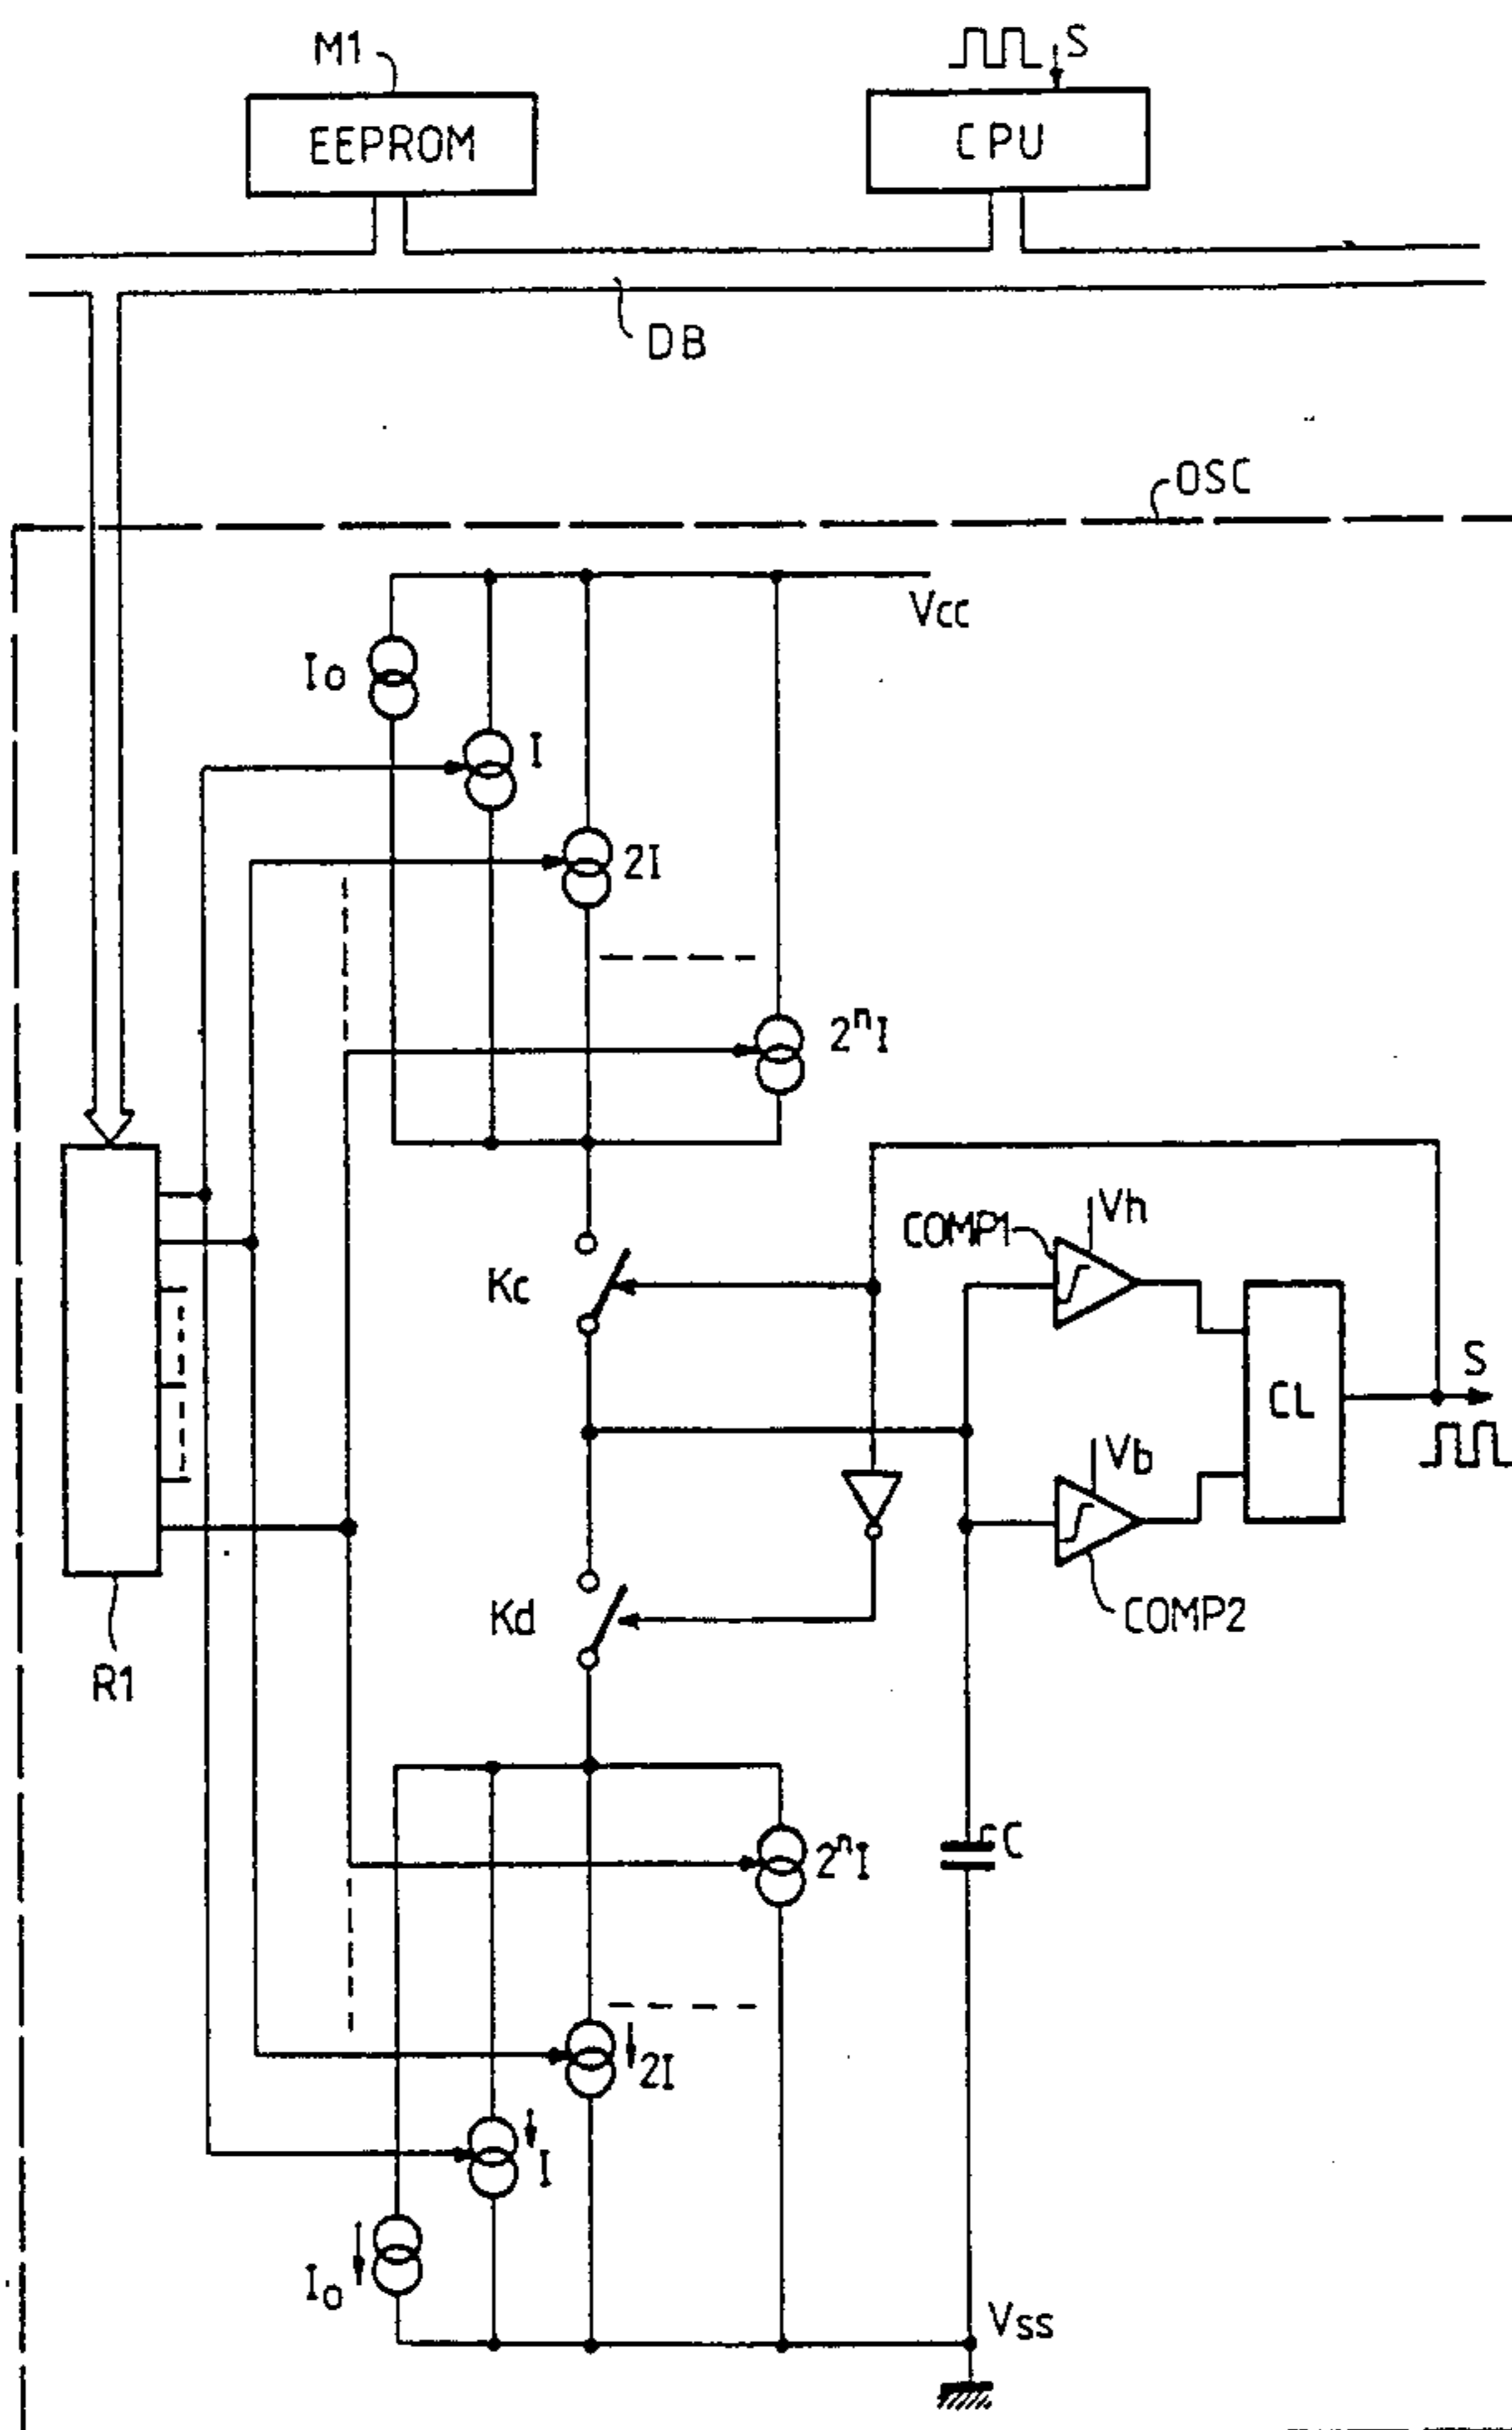 M1
S
EEPROM
CPU
DB
OSC
Vcc
Io
I
2I
2ⁿI
COMP1
Vh
Kc
S
CL
Vb
Kd
COMP2
R1
C
2ⁿI
2I
I
Io
Vss